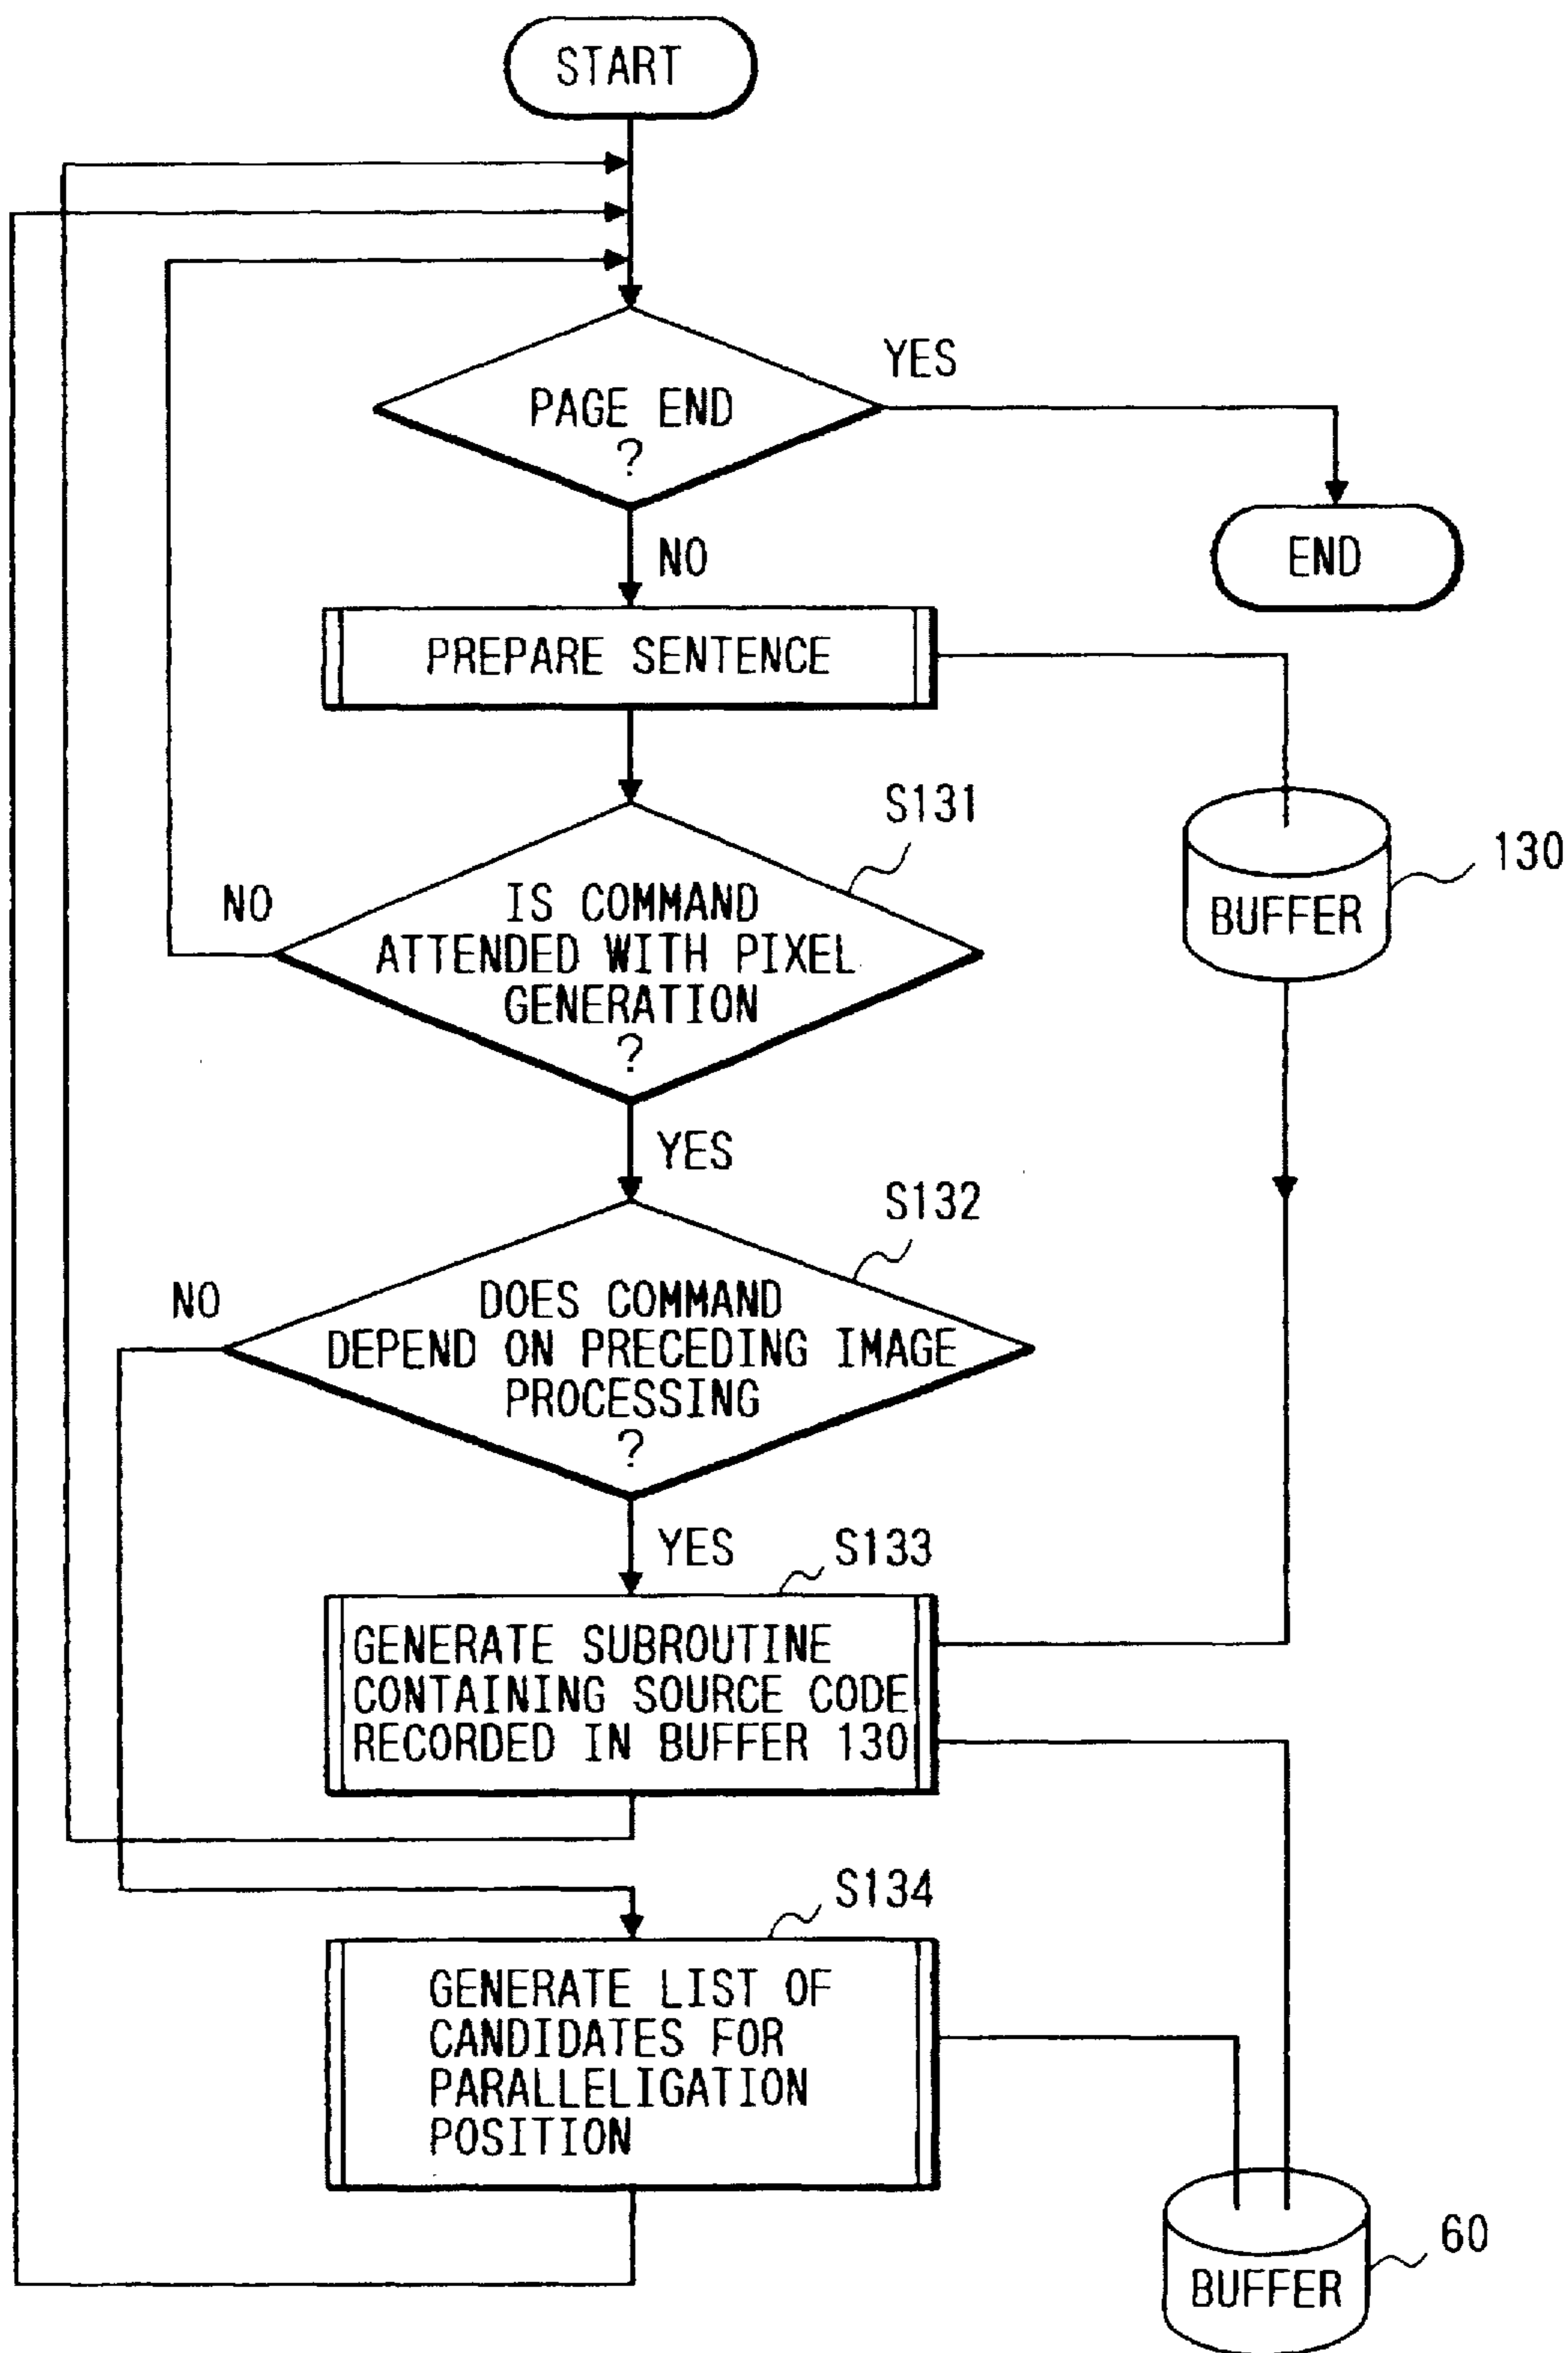 START
PAGE END
?
YES
NO
END
PREPARE SENTENCE
S131
130
BUFFER
IS COMMAND
ATTENDED WITH PIXEL
GENERATION
?
NO
YES
S132
DOES COMMAND
DEPEND ON PRECEDING IMAGE
PROCESSING
?
NO
YES
S133
GENERATE SUBROUTINE
CONTAINING SOURCE CODE
RECORDED IN BUFFER 130
S134
GENERATE LIST OF
CANDIDATES FOR
PARALLELIGATION
POSITION
60
BUFFER